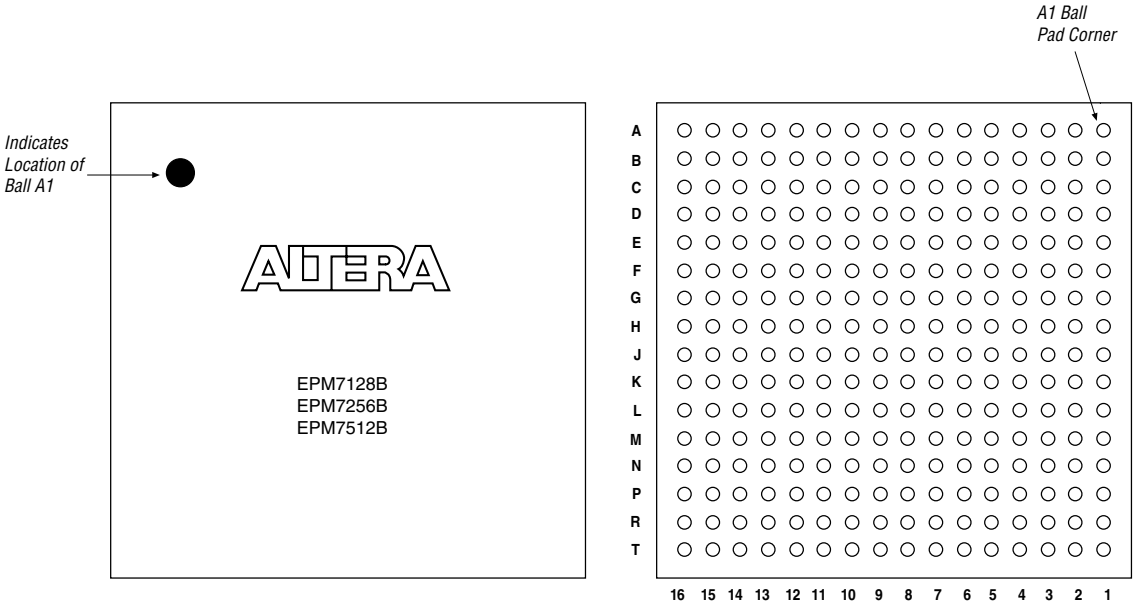 A1 Ball
Pad Corner
Indicates
Location of
Ball A1
ALTERA
EPM7128B
EPM7256B
EPM7512B
A
B
C
D
E
F
G
H
J
K
L
M
N
P
R
T
16 15 14 13 12 11 10 9 8 7 6 5 4 3 2 1